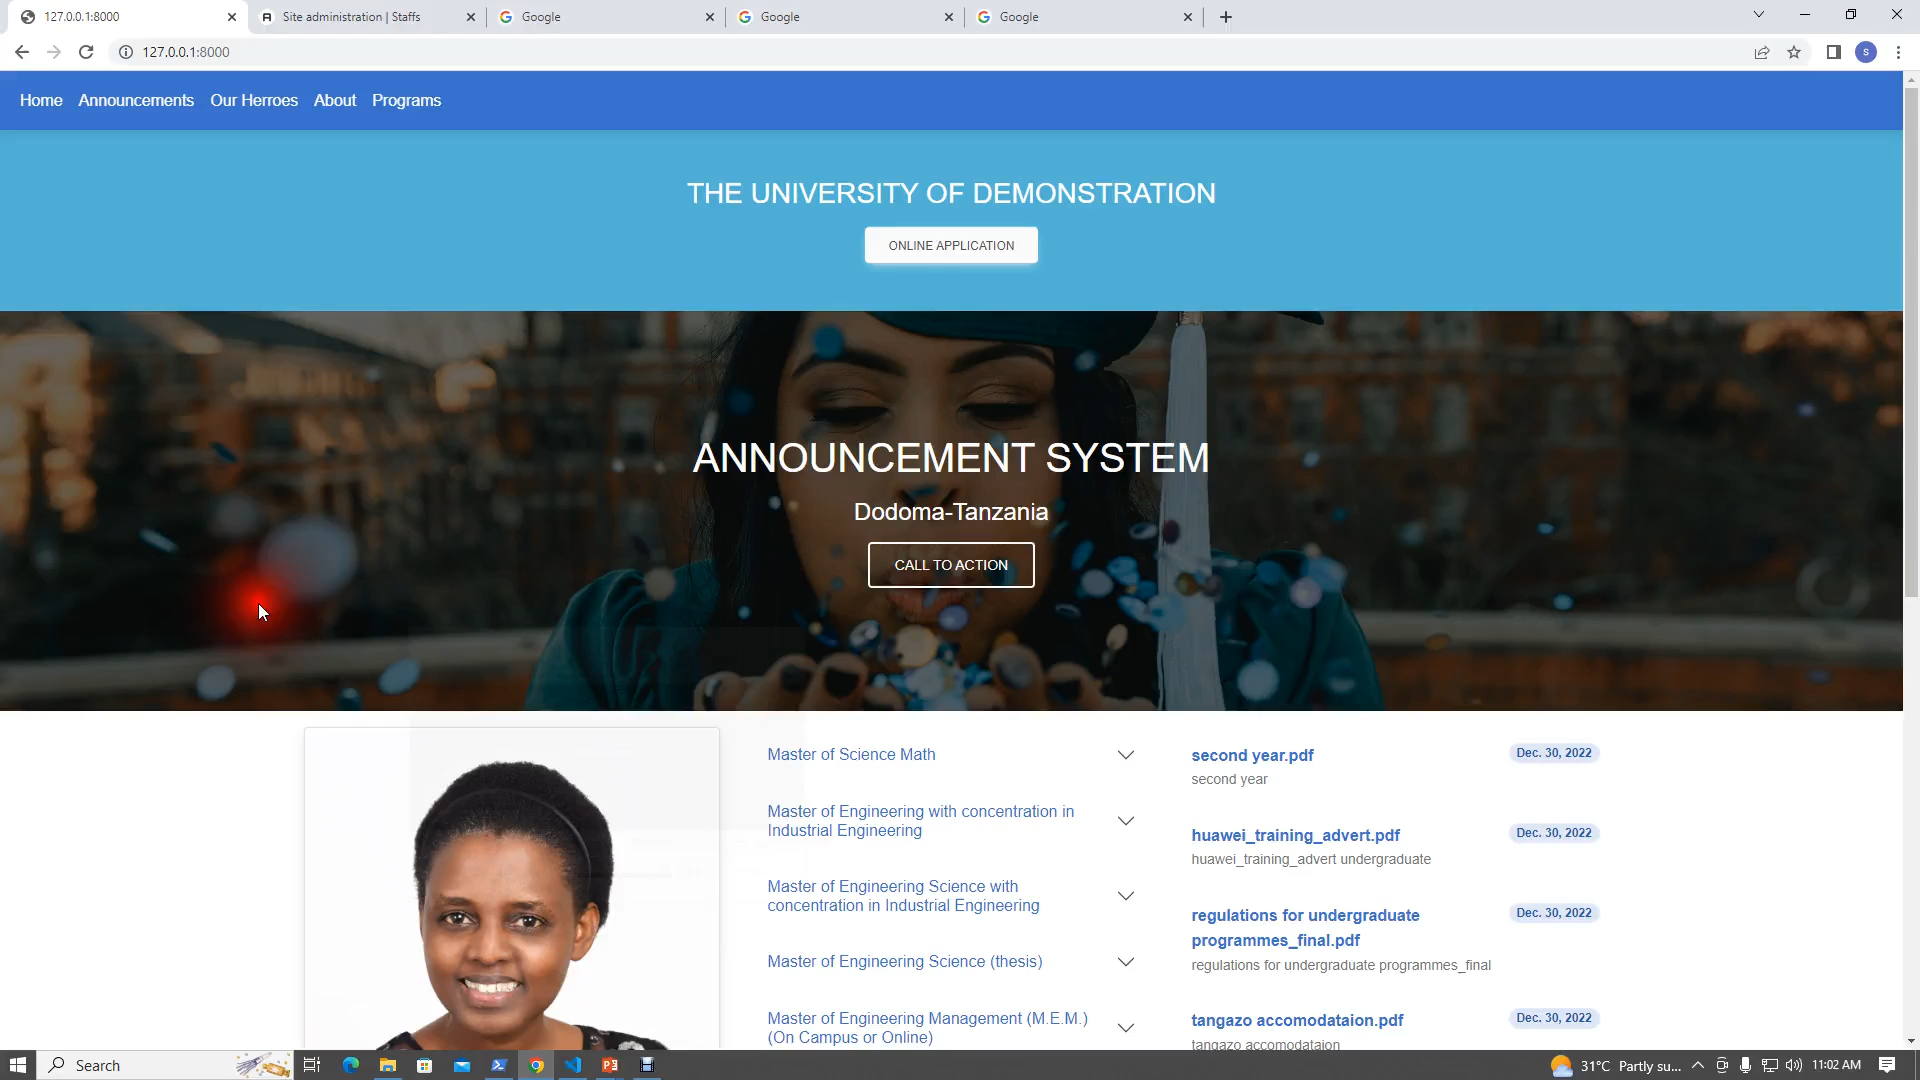 127.0.0.1:8000
Site administration | Staffs
Google
Google
Google
127.0.0.1:8000
S
Home
Announcements
Our Herroes
About
Programs
THE UNIVERSITY OF DEMONSTRATION
ONLINE APPLICATION
ANNOUNCEMENT SYSTEM
Dodoma-Tanzania
CALL TO ACTION
Master of Science Math
Master of Engineering with concentration in
Industrial Engineering
Master of Engineering Science with
concentration in Industrial Engineering
Master of Engineering Science (thesis)
Master of Engineering Management (M.E.M.)
(On Campus or Online)
second year.pdf
Dec. 30, 2022
second year
huawei_training_advert.pdf
Dec. 30, 2022
huawei_training_advert undergraduate
regulations for undergraduate
programmes_final.pdf
Dec. 30, 2022
regulations for undergraduate programmes_final
tangazo accomodataion.pdf
Dec. 30, 2022
tangazo accomodataion
Search
31°C Partly su...
11:02 AM